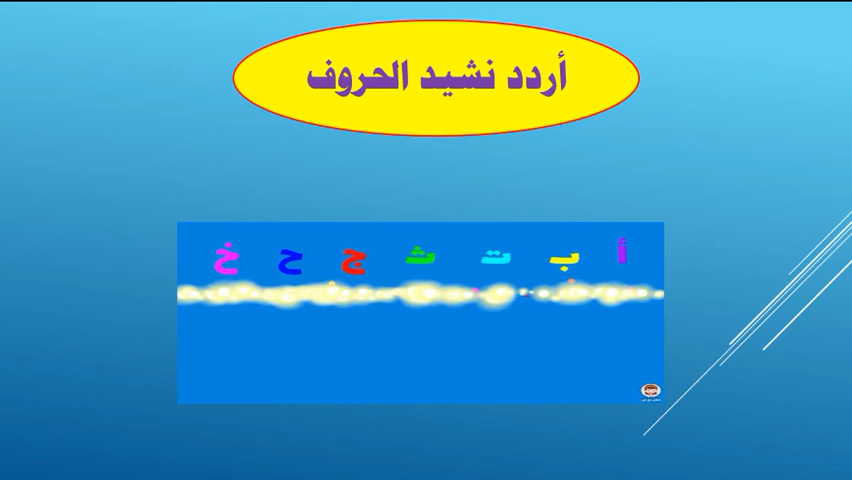 أردد نشيد الحروف
أ ب ت ث ج ح خ